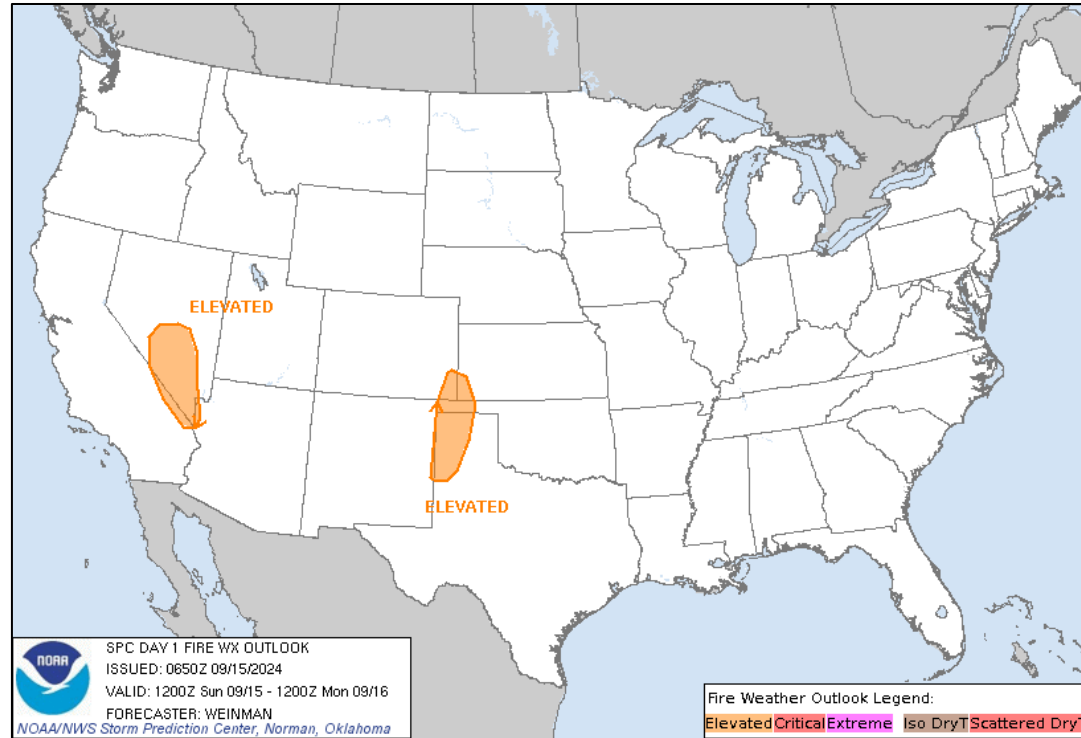 ELEVATED
ELEVATED
NOAA
SPC DAY 1 FIRE WX OUTLOOK
ISSUED: 0650Z 09/15/2024
VALID: 1200Z Sun 09/15 - 1200Z Mon 09/16
FORECASTER: WEINMAN
NOAA/NWS Storm Prediction Center, Norman, Oklahoma
Fire Weather Outlook Legend:
Elevated Critical Extreme Iso DryT Scattered DryT